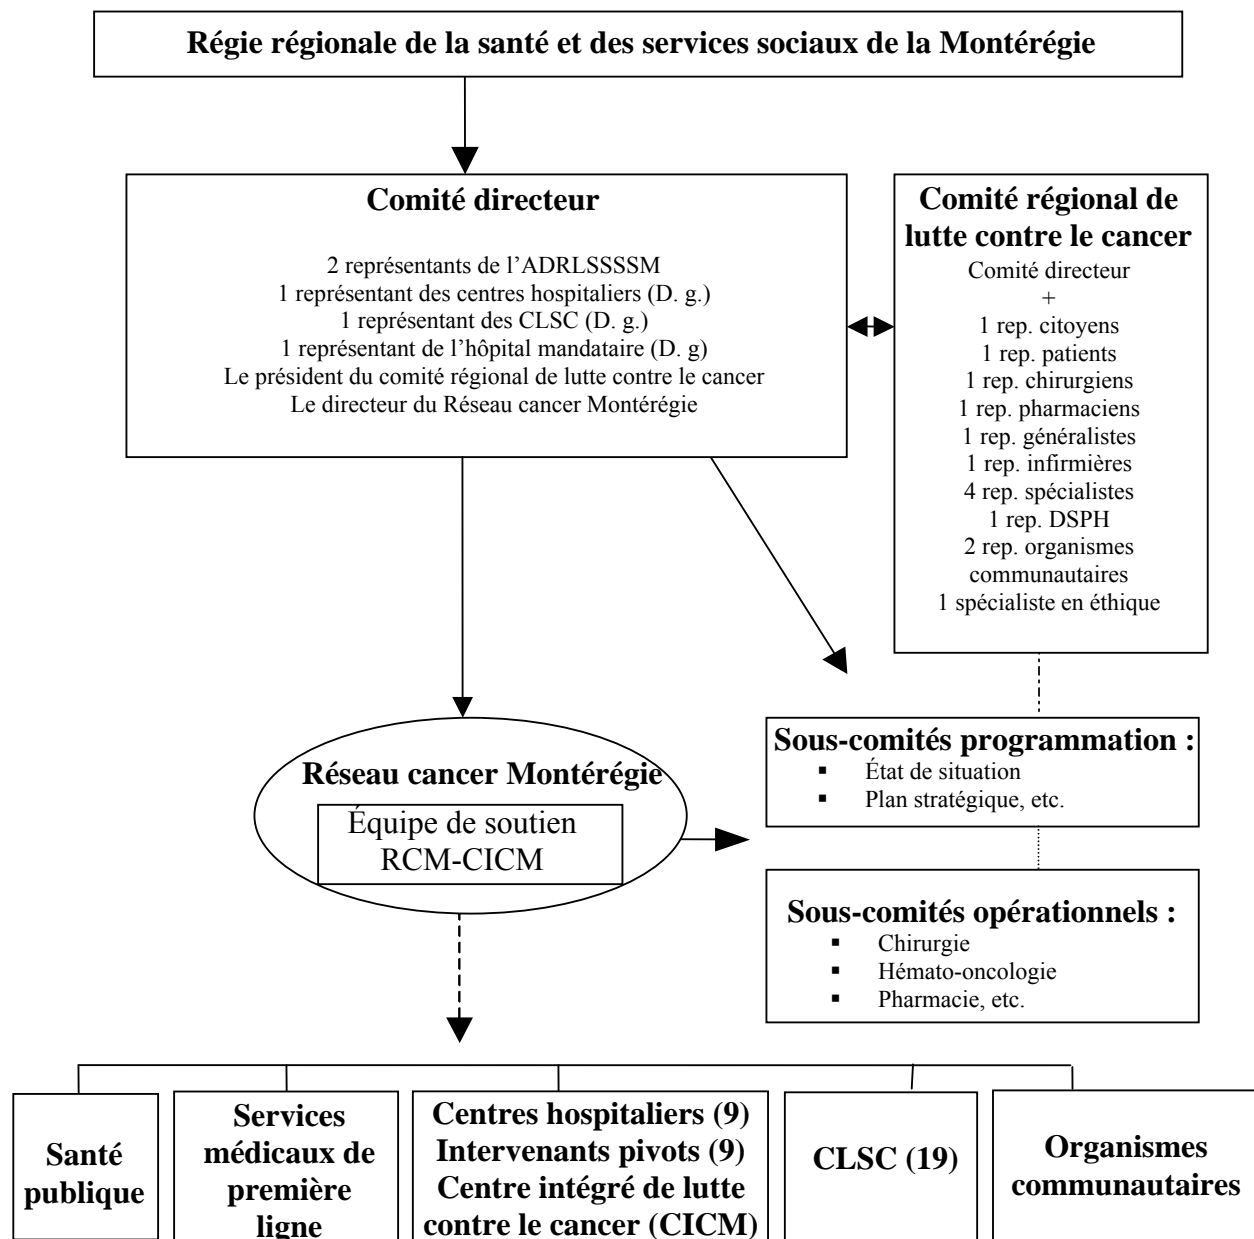 Régie régionale de la santé et des services sociaux de la Montérégie
Comité directeur
2 représentants de l’ADRLSSSSM
1 représentant des centres hospitaliers (D. g.)
1 représentant des CLSC (D. g.)
1 représentant de l’hôpital mandataire (D. g)
Le président du comité régional de lutte contre le cancer
Le directeur du Réseau cancer Montérégie
Comité régional de
lutte contre le cancer
Comité directeur
+
1 rep. citoyens
1 rep. patients
1 rep. chirurgiens
1 rep. pharmaciens
1 rep. généralistes
1 rep. infirmières
4 rep. spécialistes
1 rep. DSPH
2 rep. organismes
communautaires
1 spécialiste en éthique
Réseau cancer Montérégie
Équipe de soutien
RCM-CICM
Sous-comités programmation :
▪ État de situation
▪ Plan stratégique, etc.
Sous-comités opérationnels :
▪ Chirurgie
▪ Hémato-oncologie
▪ Pharmacie, etc.
Santé
publique
Services
médicaux de
première
ligne
Centres hospitaliers (9)
Intervenants pivots (9)
Centre intégré de lutte
contre le cancer (CICM)
CLSC (19)
Organismes
communautaires